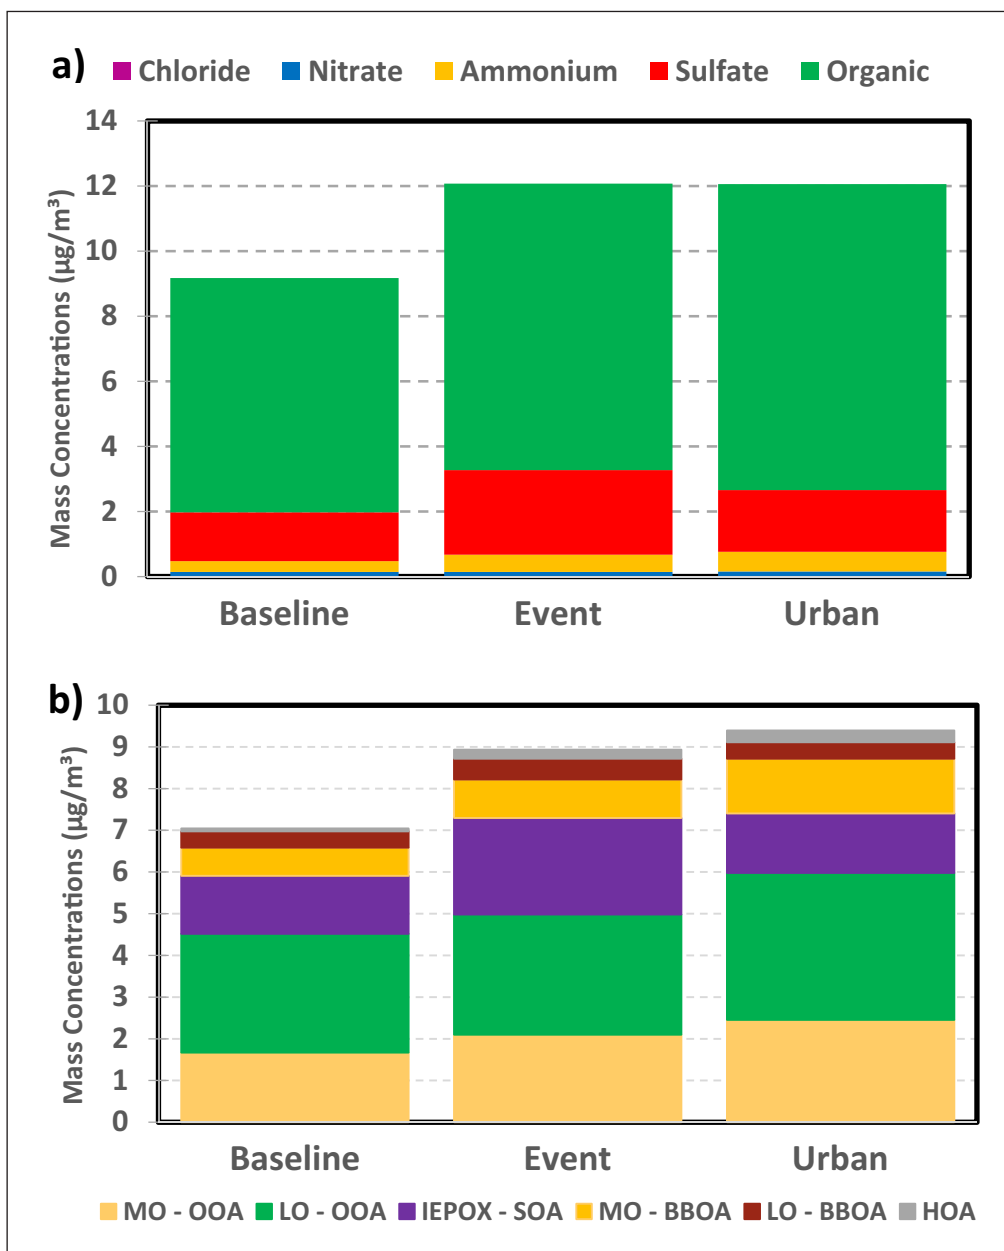 a)
Chloride Nitrate Ammonium Sulfate Organic
Mass Concentrations (µg/m³)
14
12
10
8
6
4
2
0
Baseline Event Urban
b)
Mass Concentrations (µg/m³)
10
9
8
7
6
5
4
3
2
1
0
Baseline Event Urban
MO - OOA LO - OOA IEPOX - SOA MO - BBOA LO - BBOA HOA